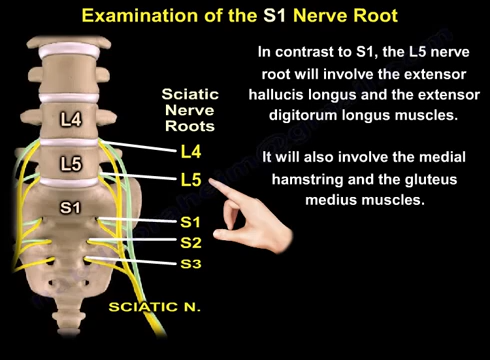 Examination of the S1 Nerve Root
In contrast to S1, the L5 nerve
root will involve the extensor
hallucis longus and the extensor
digitorum longus muscles.
It will also involve the medial
hamstring and the gluteus
medius muscles.
Sciatic
Nerve
Roots
L4
L5
S1
S2
S3
L4
L5
S1
SCIATIC N.